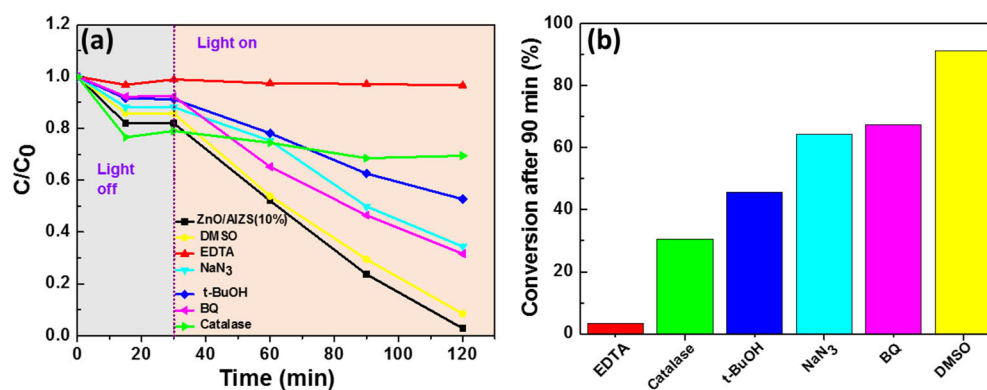 (a)
Light on
Light
off
ZnO/AIZS(10%)
DMSO
EDTA
NaN3
t-BuOH
BQ
Catalase
1.2
1.0
0.8
0.6
0.4
0.2
0.0
C/C0
0 20 40 60 80 100 120
Time (min)
(b)
100
90
80
60
40
20
0
Conversion after 90 min (%)
EDTA
Catalase
t-BuOH
NaN3
BQ
DMSO